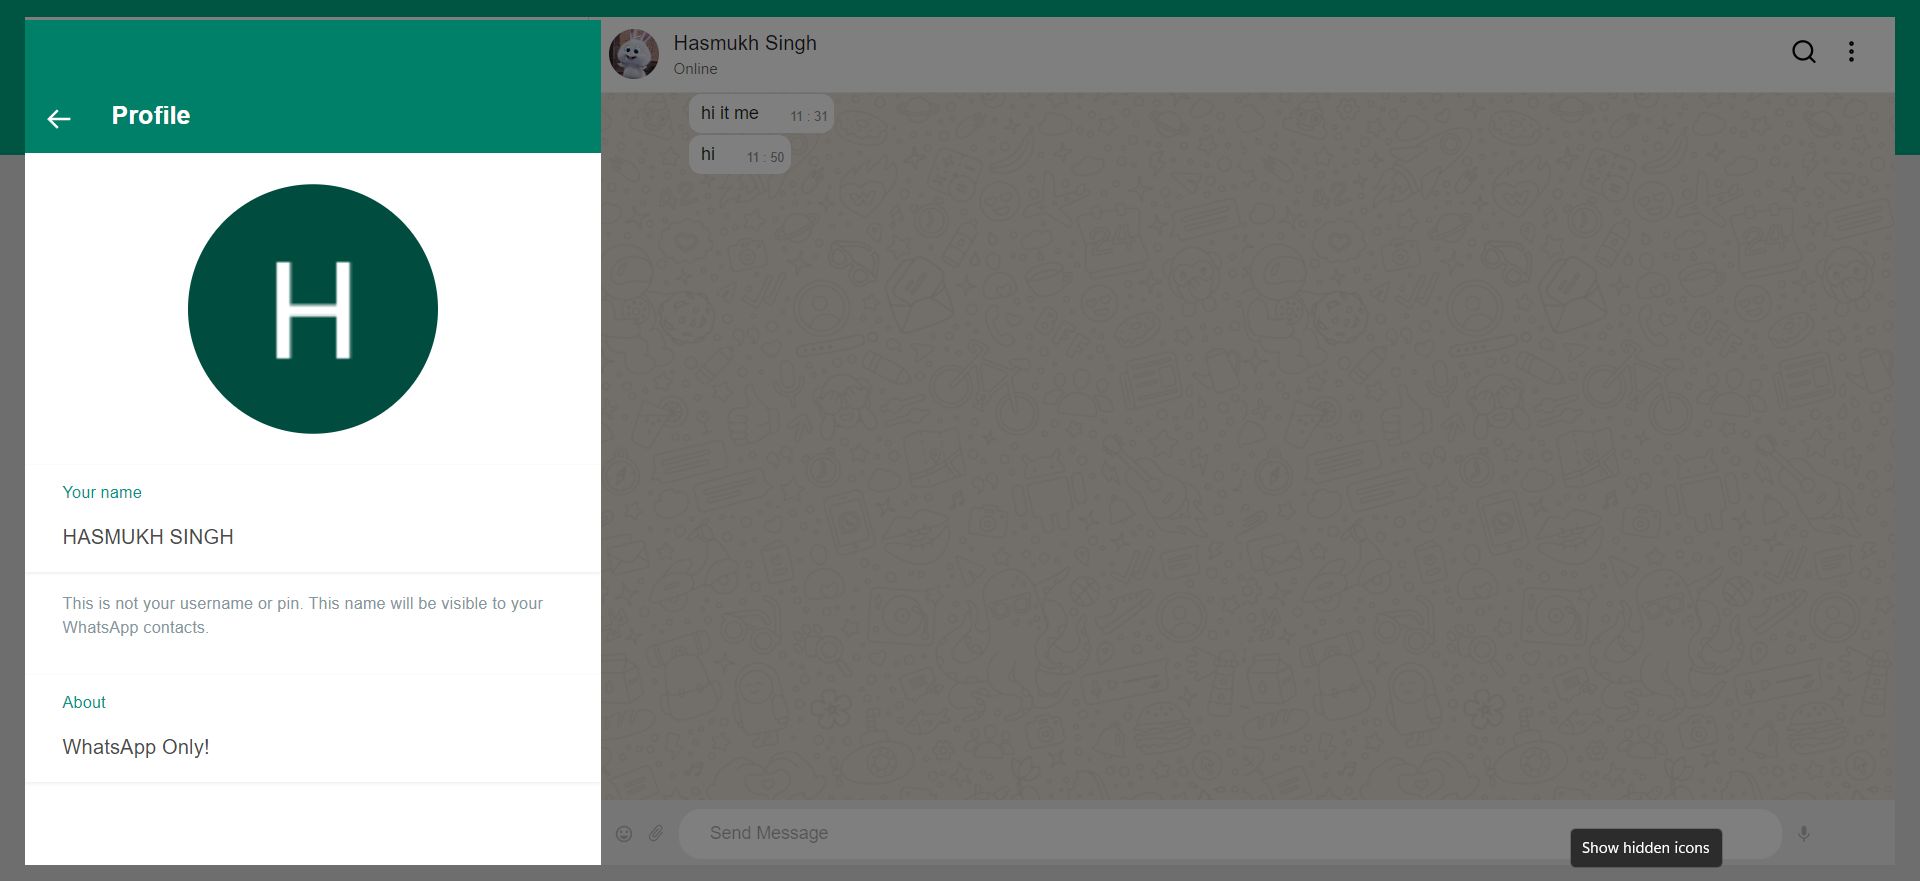 Profile
H
Your name
HASMUKH SINGH
This is not your username or pin. This name will be visible to your
WhatsApp contacts.
About
WhatsApp Only!
Hasmukh Singh
Online
hi it me 11 : 31
hi 11 : 50
Send Message
Show hidden icons